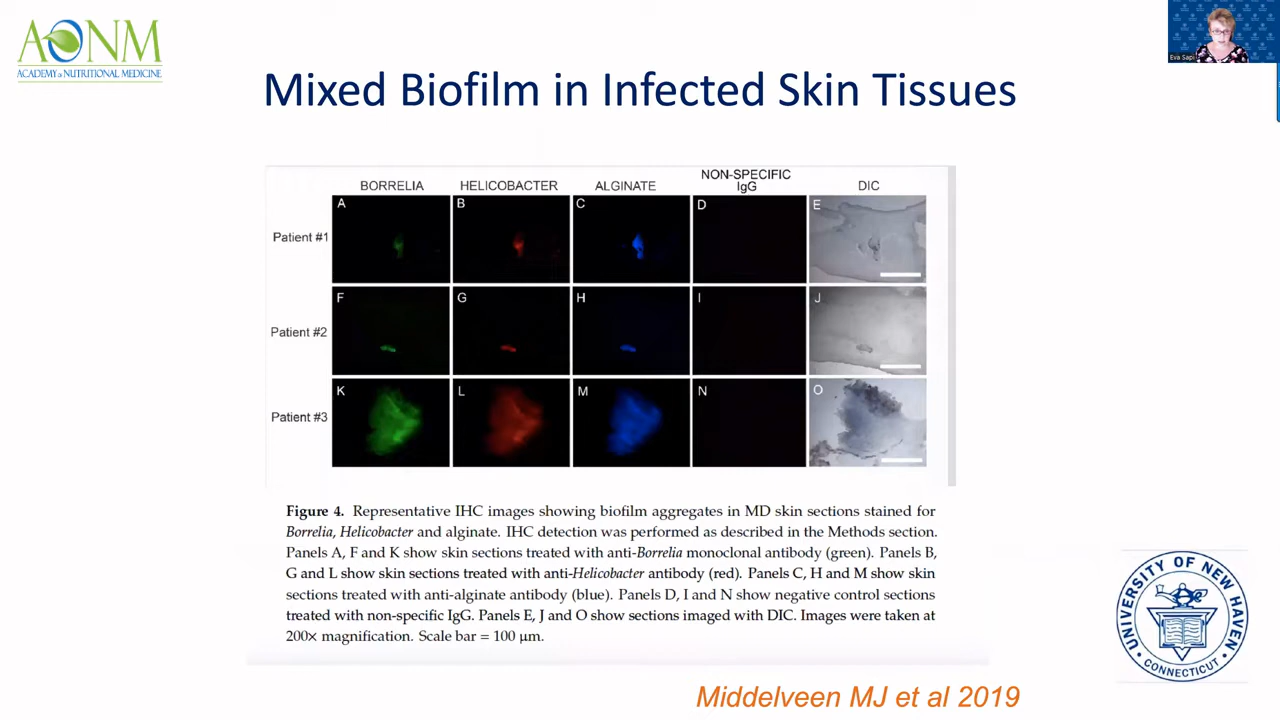 AONM
ACADEMY of NUTRITIONAL MEDICINE
Eva Sapi
Mixed Biofilm in Infected Skin Tissues
BORRELIA HELICOBACTER ALGINATE NON-SPECIFIC IgG DIC
Patient #1 A B C D E
Patient #2 F G H I J
Patient #3 K L M N O
Figure 4. Representative IHC images showing biofilm aggregates in MD skin sections stained for
Borrelia, Helicobacter and alginate. IHC detection was performed as described in the Methods section.
Panels A, F and K show skin sections treated with anti-Borrelia monoclonal antibody (green). Panels B,
G and L show skin sections treated with anti-Helicobacter antibody (red). Panels C, H and M show skin
sections treated with anti-alginate antibody (blue). Panels D, I and N show negative control sections
treated with non-specific IgG. Panels E, J and O show sections imaged with DIC. Images were taken at
200× magnification. Scale bar = 100 µm.
UNIVERSITY OF NEW HAVEN
CONNECTICUT
Middelveen MJ et al 2019